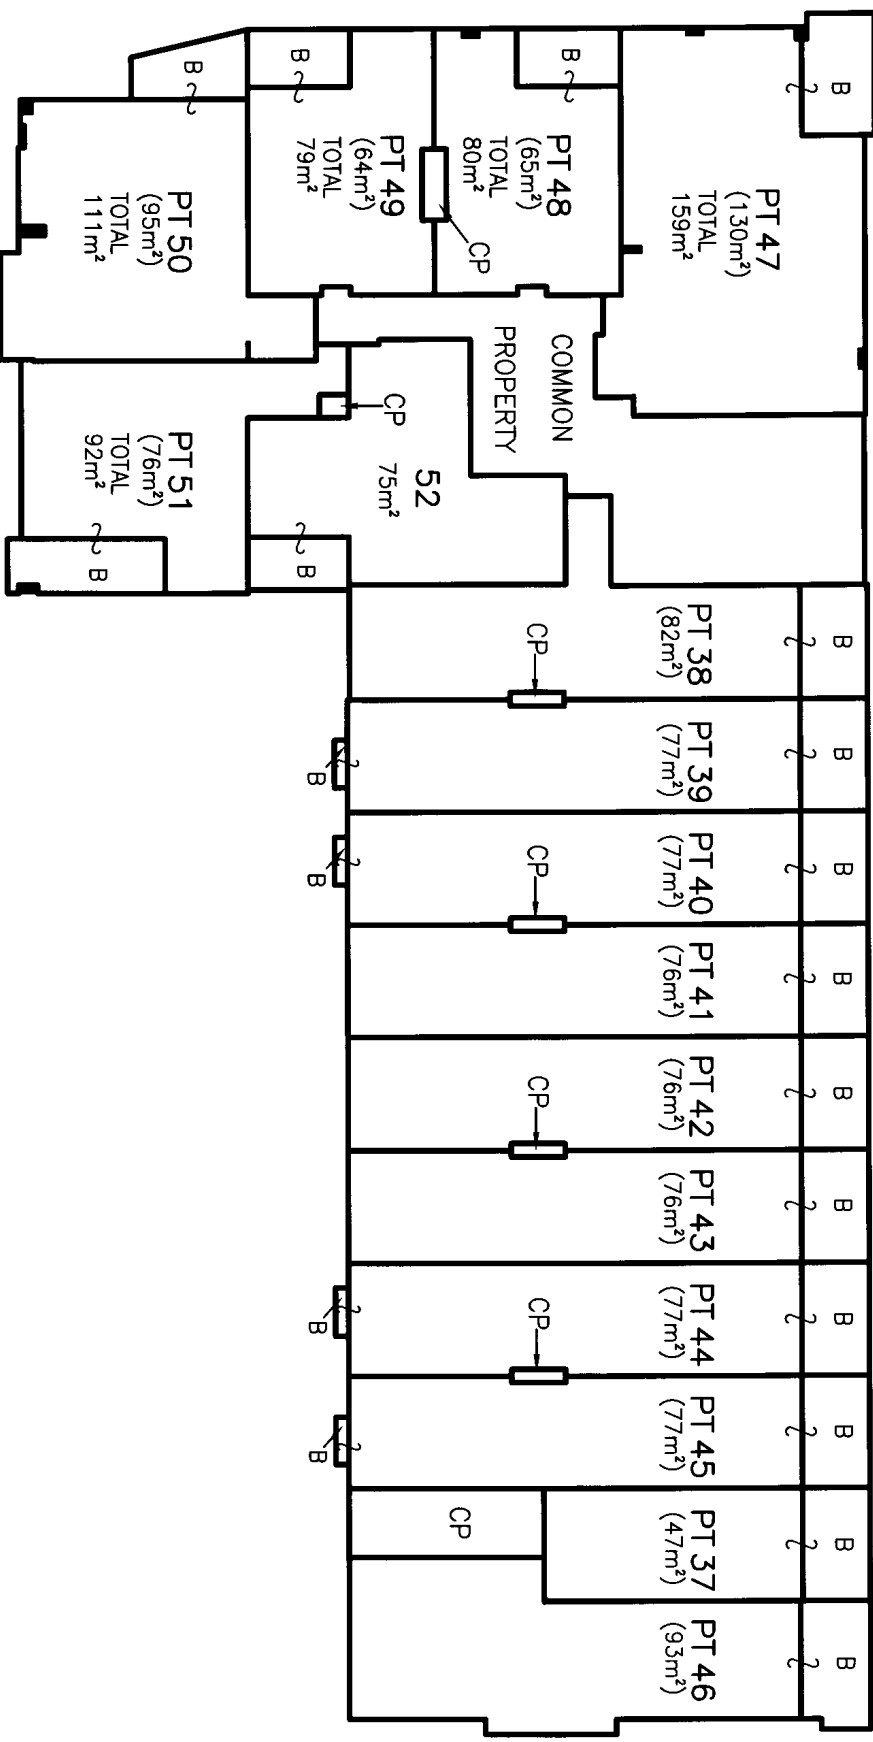 B
PT 47
(130m²)
TOTAL
159m²
B
PT 48
(65m²)
TOTAL
80m²
CP
B
PT 49
(64m²)
TOTAL
79m²
B
PT 50
(95m²)
TOTAL
111m²
COMMON
PROPERTY
CP
52
75m²
B
PT 51
(76m²)
TOTAL
92m²
B
B
PT 38
(82m²)
CP
B
PT 39
(77m²)
B
B
PT 40
(77m²)
CP
B
B
PT 41
(76m²)
B
PT 42
(76m²)
CP
B
PT 43
(76m²)
B
PT 44
(77m²)
CP
B
B
PT 45
(77m²)
B
B
PT 37
(47m²)
CP
B
PT 46
(93m²)